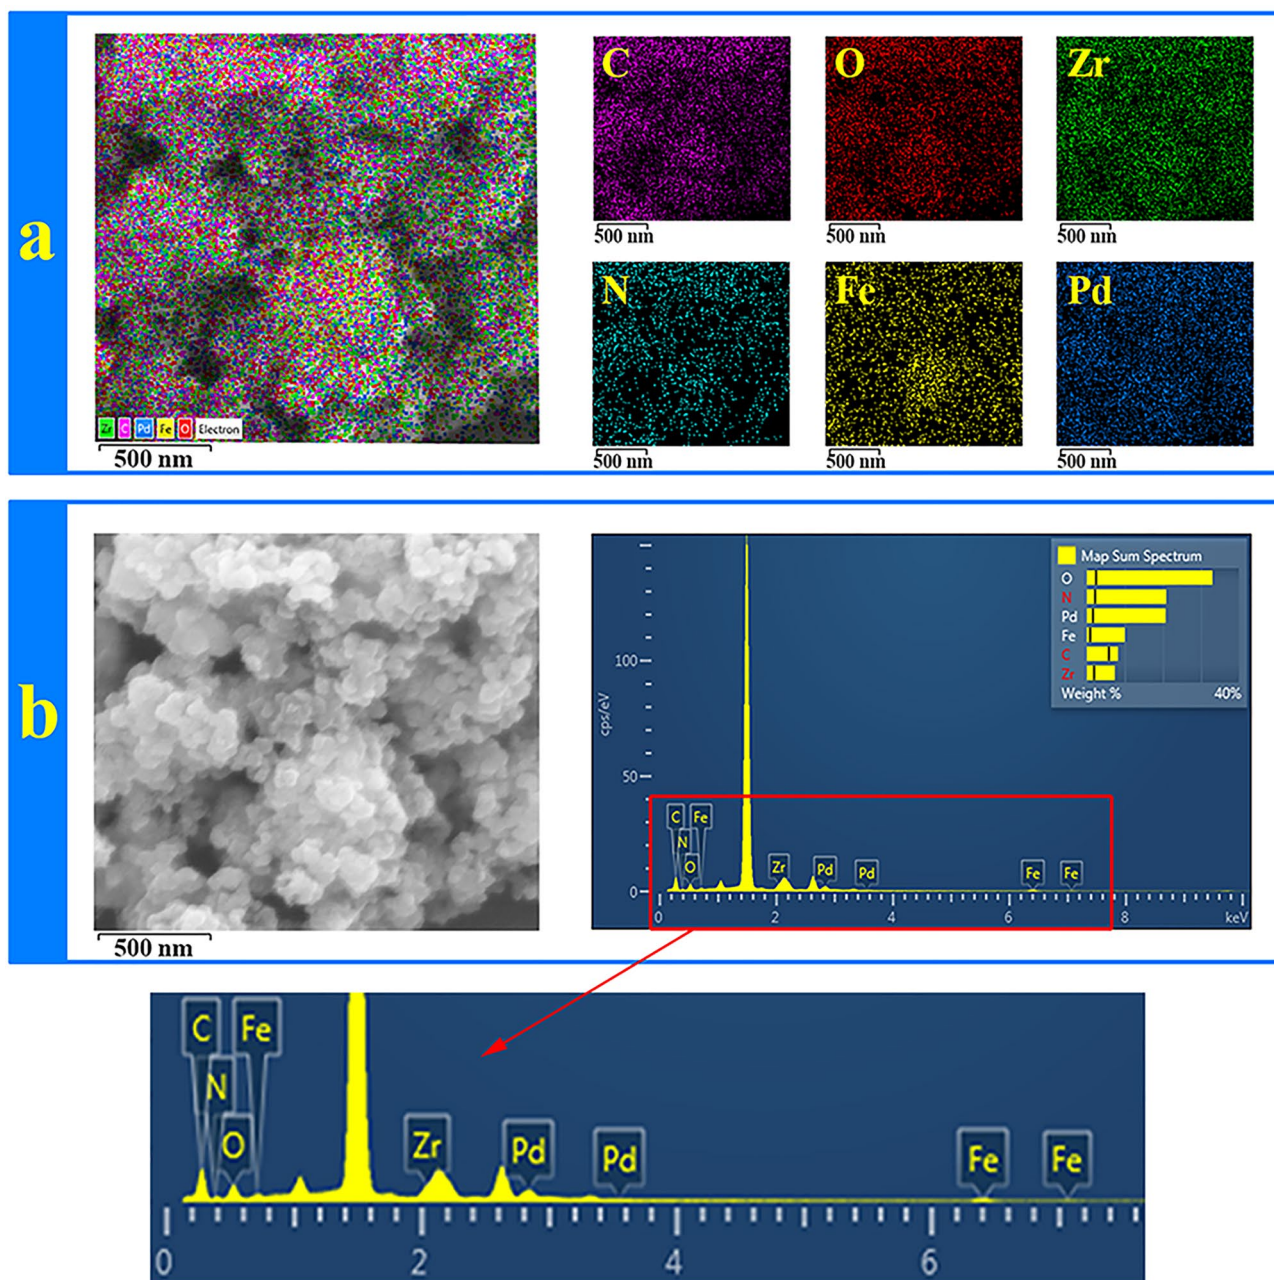 a
Zr C Pd Fe O Electron
500 nm
C
500 nm
O
500 nm
Zr
500 nm
N
500 nm
Fe
500 nm
Pd
500 nm
b
500 nm
Map Sum Spectrum
O
N
Pd
Fe
C
Zr
Weight % 40%
cps/eV
100
50
0
C Fe
N
O Zr Pd Pd Fe Fe
0 2 4 6 8 keV
C Fe
N
O Zr Pd Pd Fe Fe
0 2 4 6